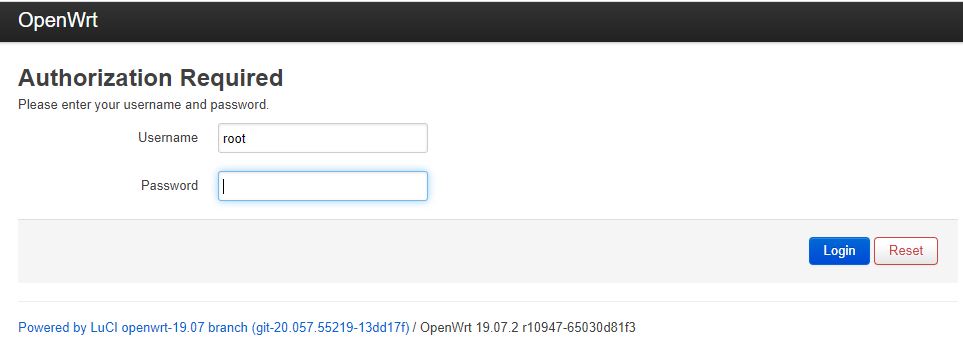 OpenWrt
Authorization Required
Please enter your username and password.
Username root
Password
Login Reset
Powered by LuCI openwrt-19.07 branch (git-20.057.55219-13dd17f) / OpenWrt 19.07.2 r10947-65030d81f3